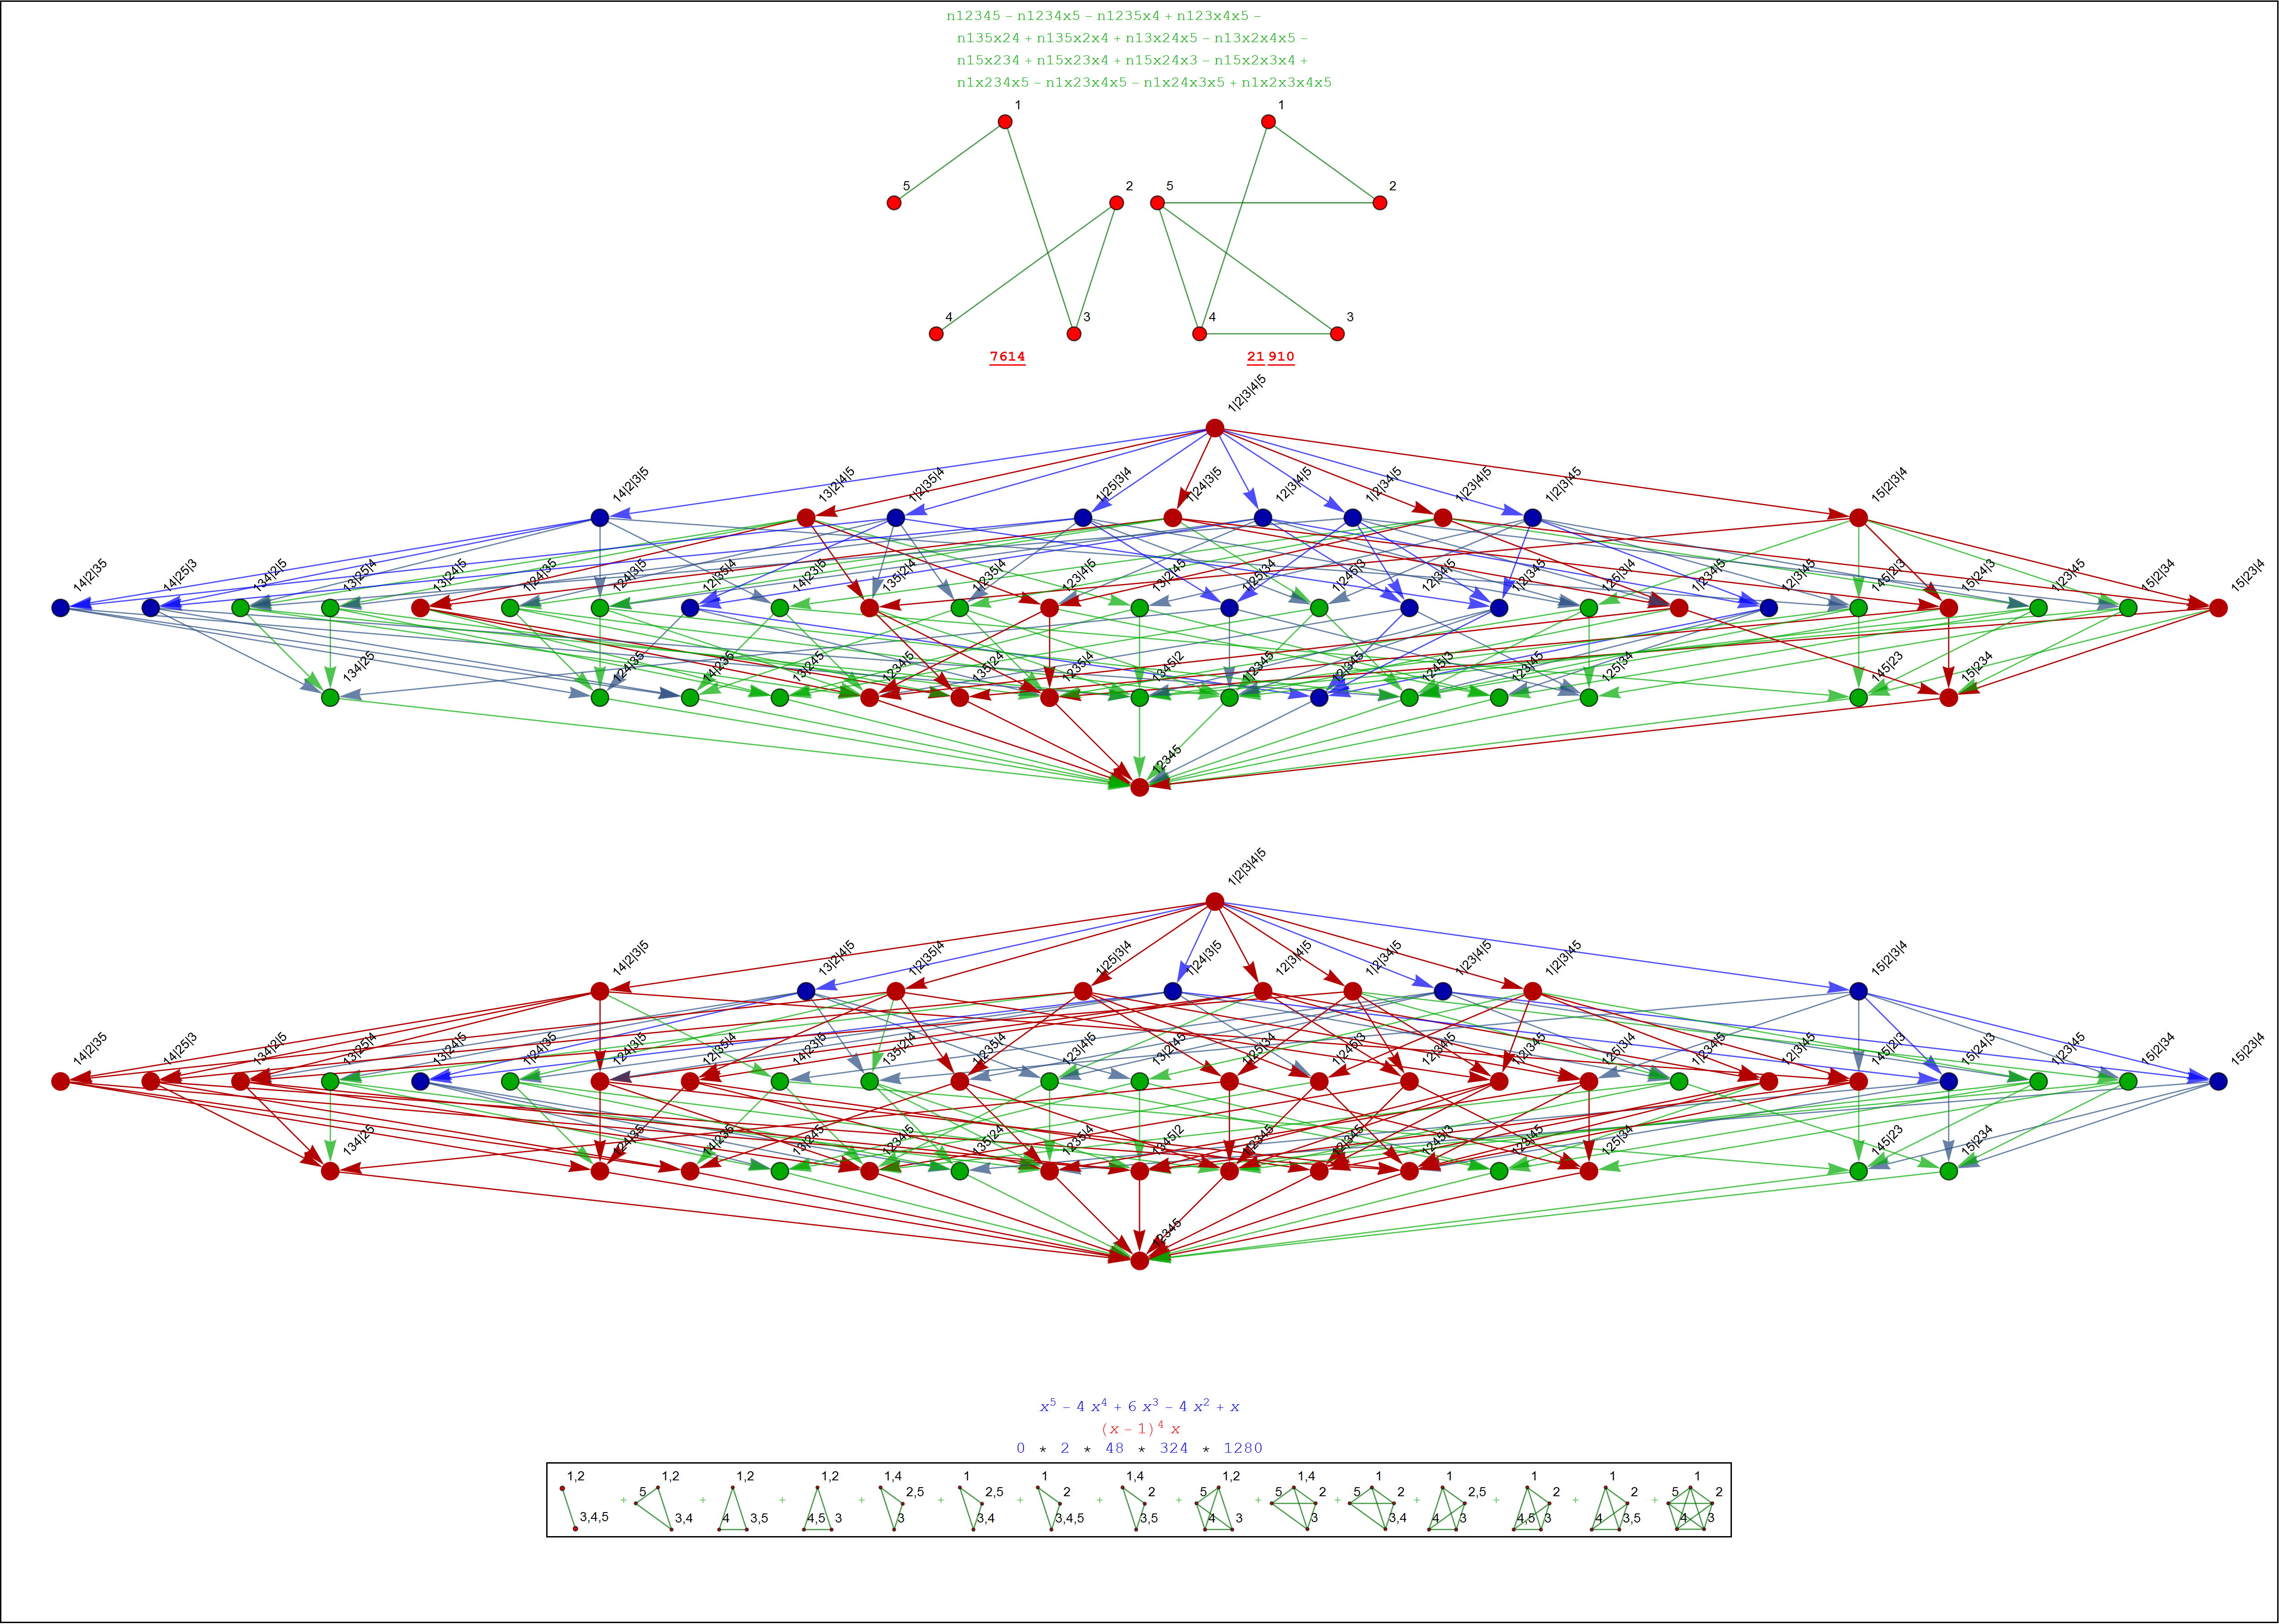 n12345 – n1234x5 – n1235x4 + n123x4x5 –
n135x24 + n135x2x4 + n13x24x5 – n13x2x4x5 –
n15x234 + n15x23x4 + n15x24x3 – n15x2x3x4 +
n1x234x5 – n1x23x4x5 – n1x24x3x5 + n1x2x3x4x5
1 1
5 2 5 2
4 3 4 3
7614 21 910
1|2|3|4|5
14|2|3|5 13|2|4|5 1|2|35|4 1|25|3|4 1|24|3|5 12|3|4|5 1|2|34|5 1|23|4|5 1|2|3|45 15|2|3|4
14|2|35 14|25|3 134|2|5 13|25|4 13|24|5 1|24|35 124|3|5 12|35|4 14|23|5 135|2|4 1|235|4 123|4|5 13|2|45 1|25|34 1|245|3 12|34|5 1|2|345 125|3|4 1|234|5 12|3|45 145|2|3 15|24|3 1|23|45 15|2|34 15|23|4
134|25 124|35 14|235 13|245 1234|5 135|24 1235|4 1345|2 1|2345 12|345 1245|3 123|45 125|34 145|23 15|234
12345
1|2|3|4|5
14|2|3|5 13|2|4|5 1|2|35|4 1|25|3|4 1|24|3|5 12|3|4|5 1|2|34|5 1|23|4|5 1|2|3|45 15|2|3|4
14|2|35 14|25|3 134|2|5 13|25|4 13|24|5 1|24|35 124|3|5 12|35|4 14|23|5 135|2|4 1|235|4 123|4|5 13|2|45 1|25|34 1|245|3 12|34|5 1|2|345 125|3|4 1|234|5 12|3|45 145|2|3 15|24|3 1|23|45 15|2|34 15|23|4
134|25 124|35 14|235 13|245 1234|5 135|24 1235|4 1345|2 1|2345 12|345 1245|3 123|45 125|34 145|23 15|234
12345
x⁵ – 4 x⁴ + 6 x³ – 4 x² + x
(x – 1)⁴ x
0 * 2 * 48 * 324 * 1280
1,2 1,2 1,2 1,2 1,4 1 1 1,4 1,2 1,4 1 1 1 1 1
+ 5 + + + 2,5 + 2,5 + 2 + 2 + 5 + 5 2 + 5 2 + 2,5 + 2 + 2 + 5 2
3,4,5 3,4 4 3,5 4,5 3 3 3,4 3,4,5 3,5 4 3 3 3,4 4 3 4,5 3 4 3,5 4 3